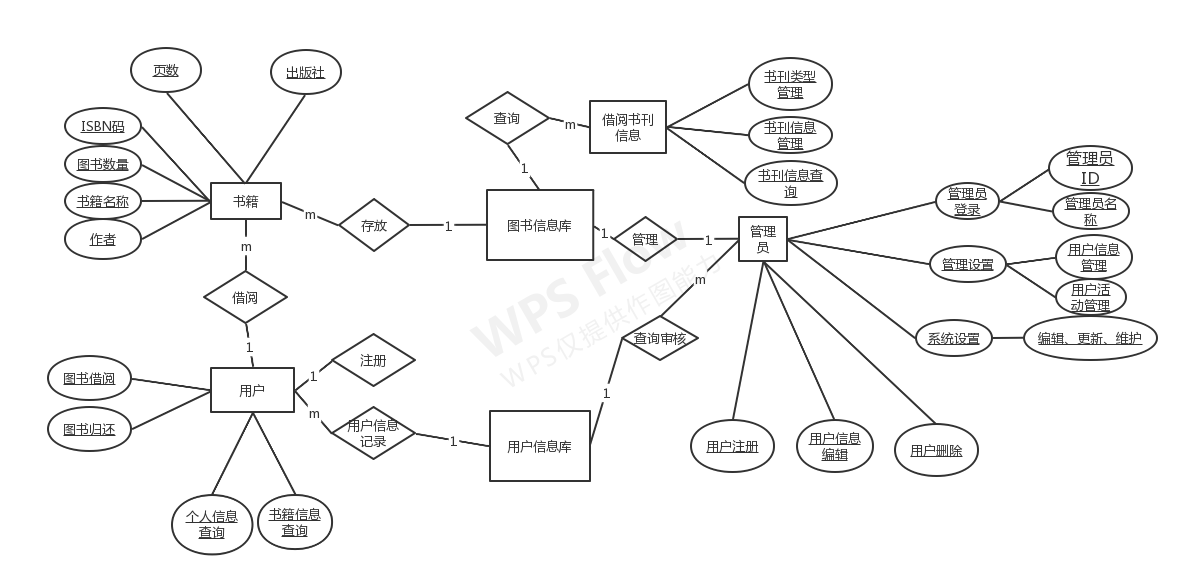 页数
出版社
ISBN码
图书数量
书籍名称
作者
书籍
m
存放
1
图书信息库
查询
m
1
借阅书刊
信息
书刊类型
管理
书刊信息
管理
书刊信息查
询
1
管理
1
管理
员
管理员
登录
管理员
ID
管理员名
称
管理设置
用户信息
管理
用户活
动管理
系统设置
编辑、更新、维护
m
借阅
1
用户
图书借阅
图书归还
个人信息
查询
书籍信息
查询
1
注册
m
用户信息
记录
1
用户信息库
1
查询审核
m
用户注册
用户信息
编辑
用户删除
WPS Flow
WPS仅提供作图能力